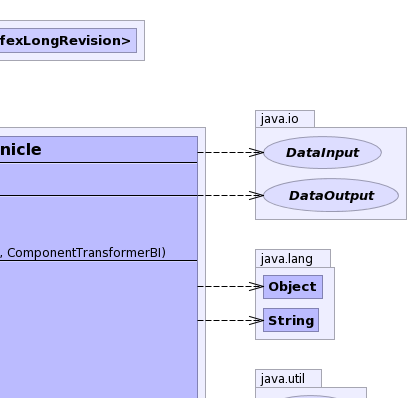 fexLongRevision>
java.io
nicle
DataInput
DataOutput
, ComponentTransformerBI)
java.lang
Object
String
java.util